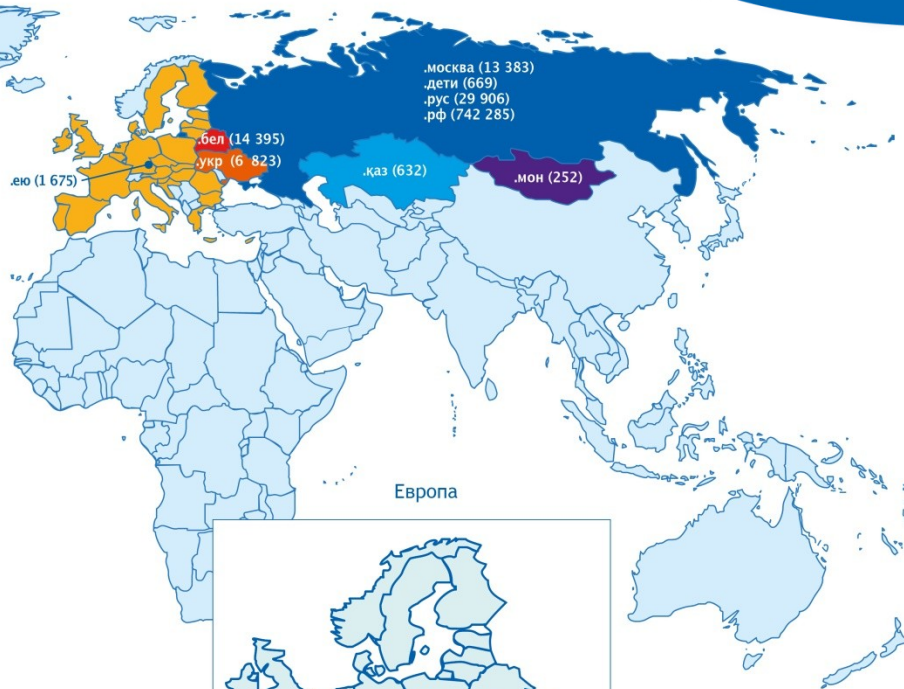 .москва (13 383)
.дети (669)
.рус (29 906)
.рф (742 285)
.бел (14 395)
.укр (6 823)
.ею (1 675)
.қаз (632)
.мон (252)
Европа